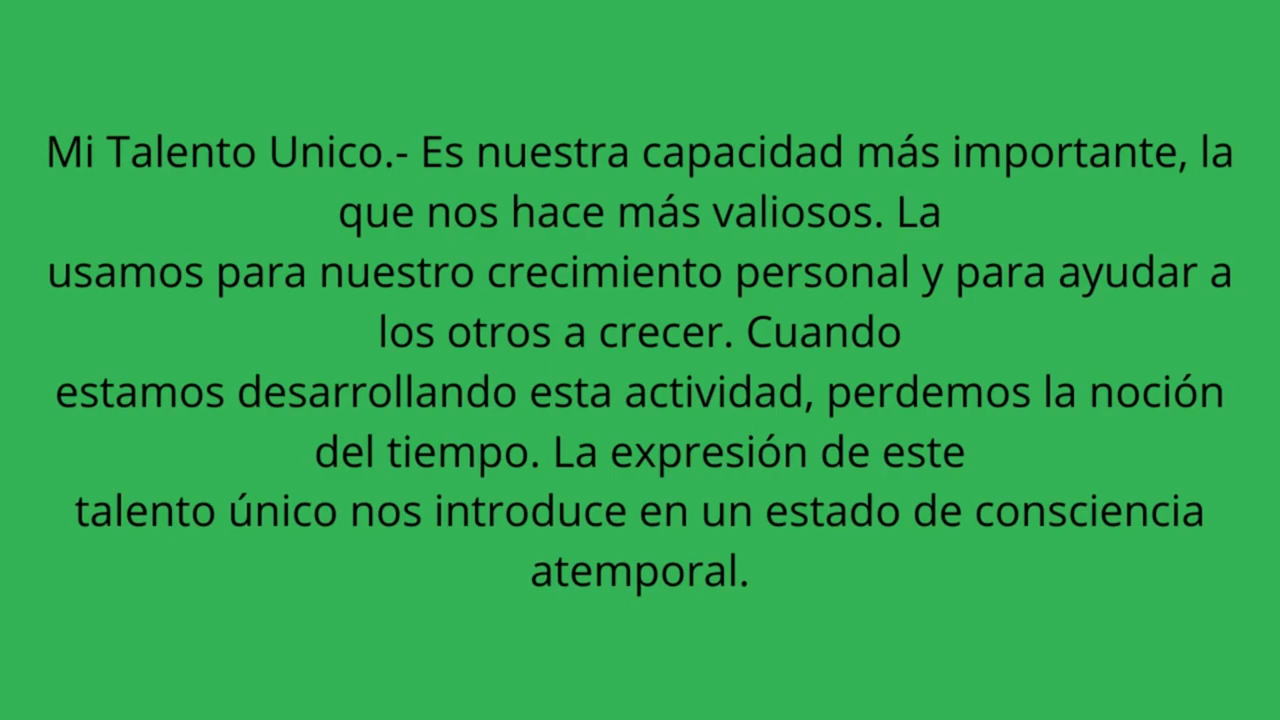 Mi Talento Unico.- Es nuestra capacidad más importante, la
que nos hace más valiosos. La
usamos para nuestro crecimiento personal y para ayudar a
los otros a crecer. Cuando
estamos desarrollando esta actividad, perdemos la noción
del tiempo. La expresión de este
talento único nos introduce en un estado de consciencia
atemporal.